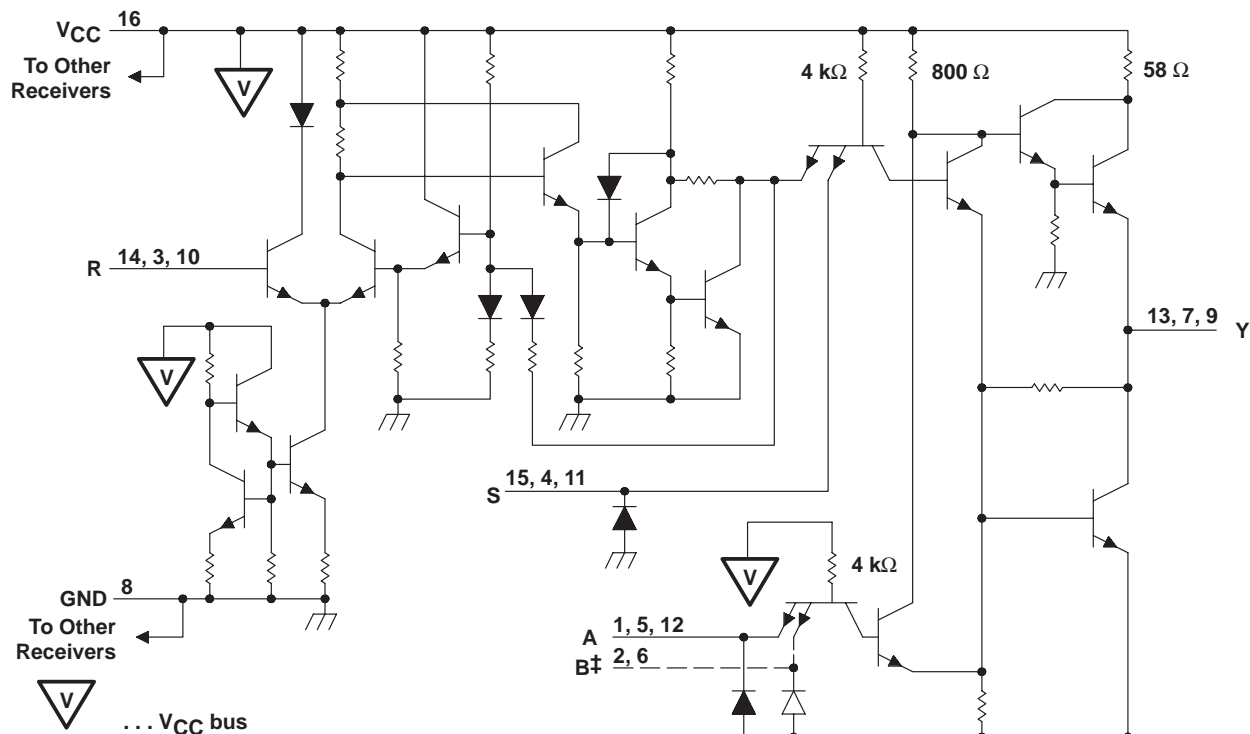 VCC 16
To Other
Receivers
V
4 kΩ
800 Ω
58 Ω
R 14, 3, 10
13, 7, 9 Y
V
S 15, 4, 11
V
4 kΩ
GND 8
To Other
Receivers
A 1, 5, 12
B‡ 2, 6
V
. . . VCC bus